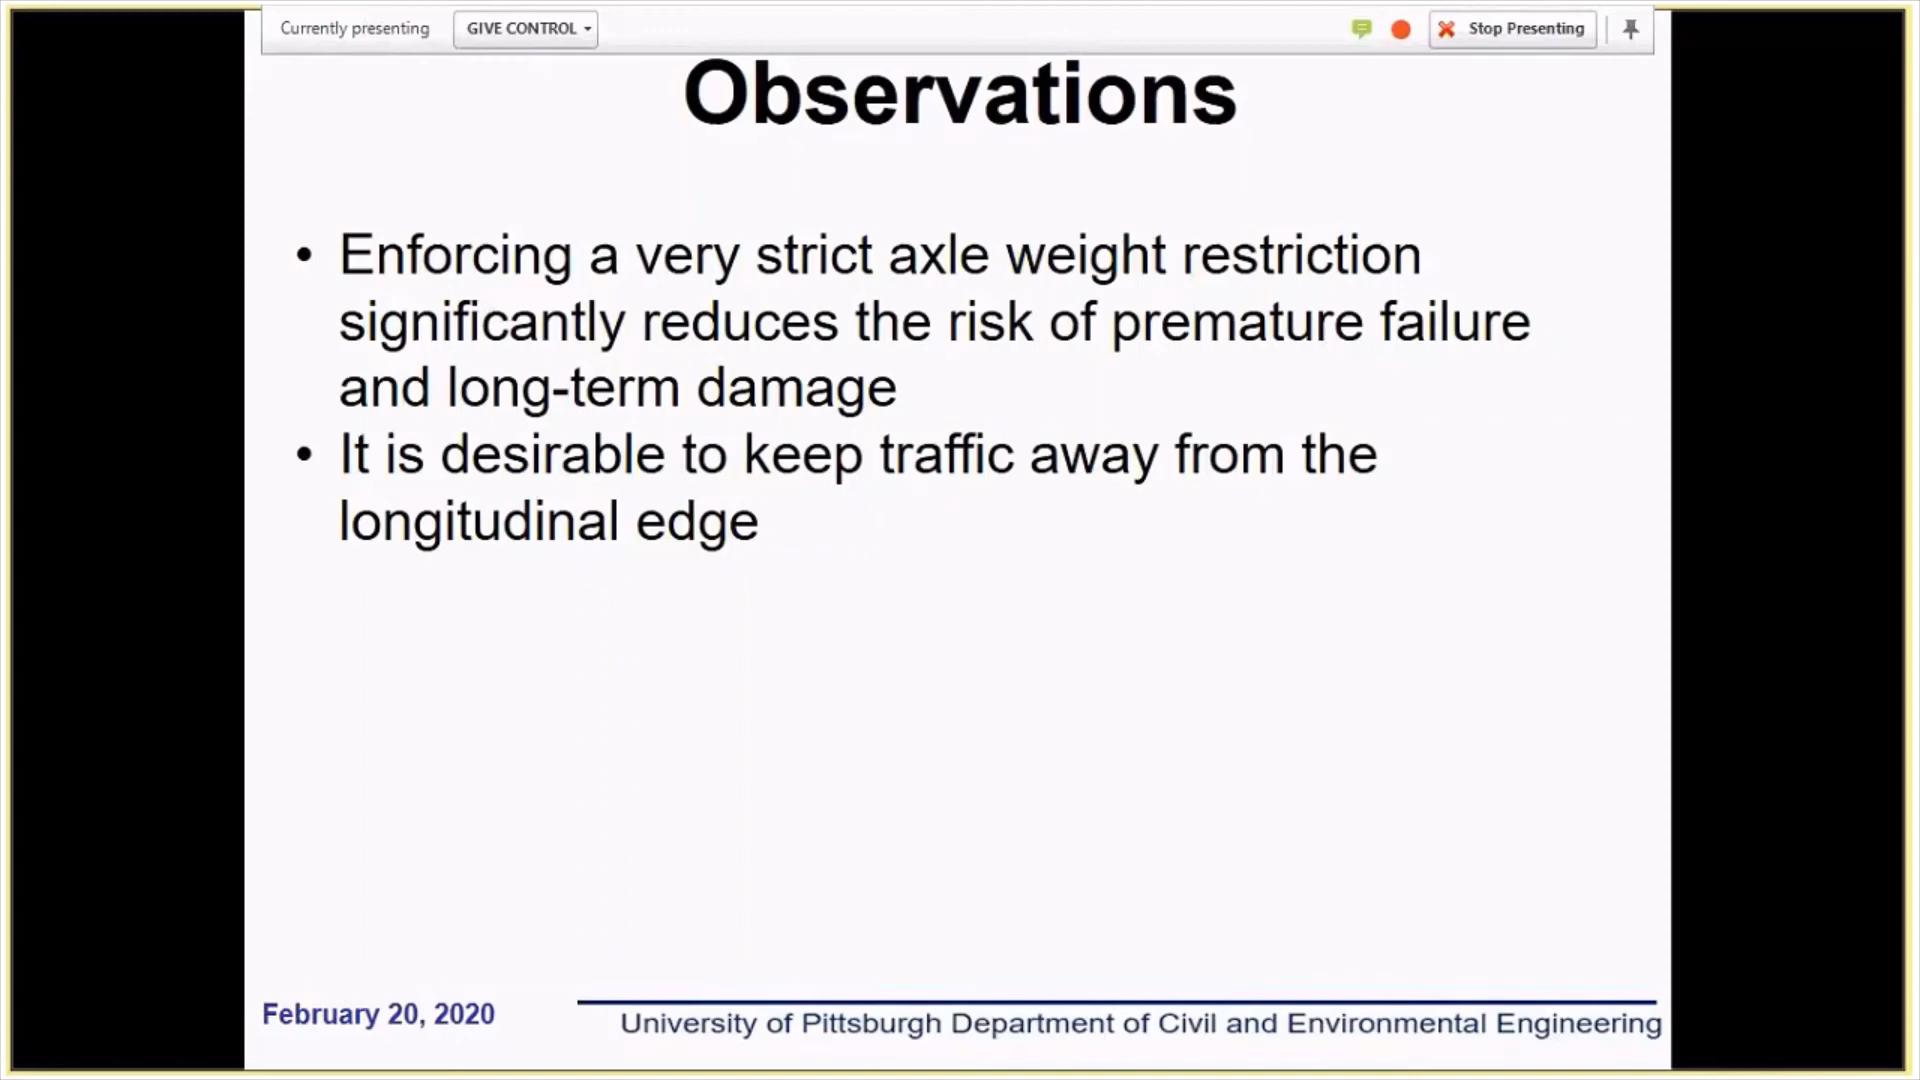 Currently presenting GIVE CONTROL Stop Presenting
Observations
• Enforcing a very strict axle weight restriction
significantly reduces the risk of premature failure
and long-term damage
• It is desirable to keep traffic away from the
longitudinal edge
February 20, 2020
University of Pittsburgh Department of Civil and Environmental Engineering